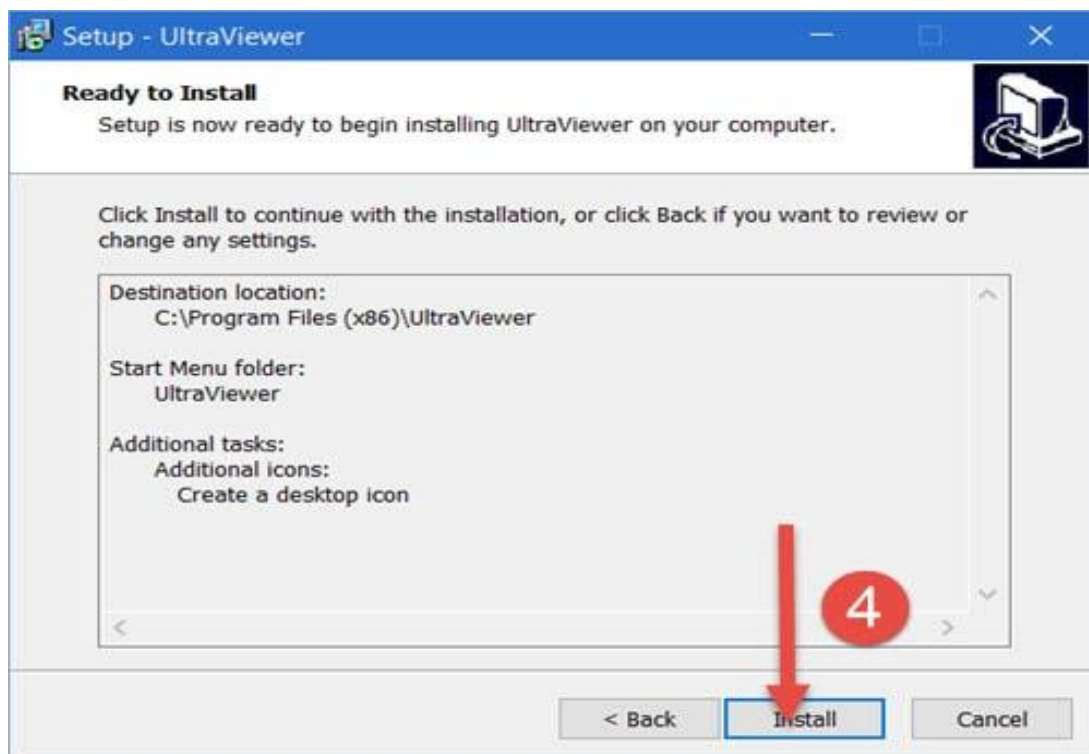 Setup - UltraViewer
Ready to Install
Setup is now ready to begin installing UltraViewer on your computer.
Click Install to continue with the installation, or click Back if you want to review or
change any settings.
Destination location:
C:\Program Files (x86)\UltraViewer
Start Menu folder:
UltraViewer
Additional tasks:
Additional icons:
Create a desktop icon
4
< Back
Install
Cancel